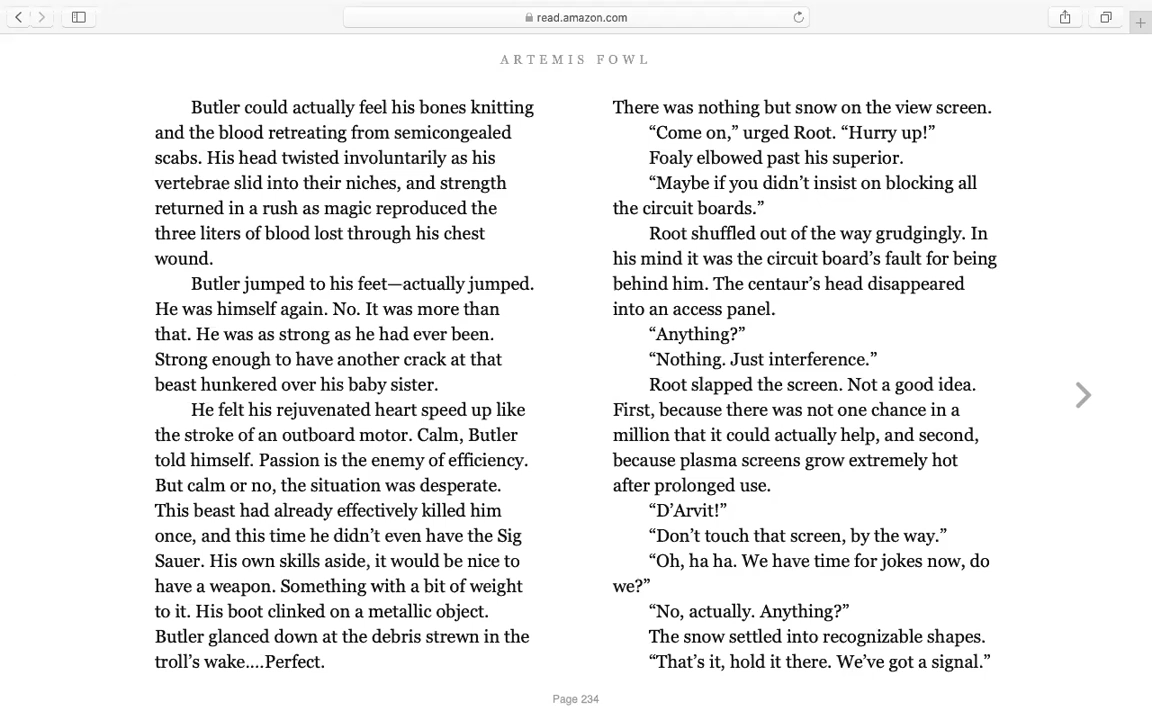 read.amazon.com
ARTEMIS FOWL
Butler could actually feel his bones knitting
and the blood retreating from semicongealed
scabs. His head twisted involuntarily as his
vertebrae slid into their niches, and strength
returned in a rush as magic reproduced the
three liters of blood lost through his chest
wound.
Butler jumped to his feet—actually jumped.
He was himself again. No. It was more than
that. He was as strong as he had ever been.
Strong enough to have another crack at that
beast hunkered over his baby sister.
He felt his rejuvenated heart speed up like
the stroke of an outboard motor. Calm, Butler
told himself. Passion is the enemy of efficiency.
But calm or no, the situation was desperate.
This beast had already effectively killed him
once, and this time he didn’t even have the Sig
Sauer. His own skills aside, it would be nice to
have a weapon. Something with a bit of weight
to it. His boot clinked on a metallic object.
Butler glanced down at the debris strewn in the
troll’s wake....Perfect.
There was nothing but snow on the view screen.
“Come on,” urged Root. “Hurry up!”
Foaly elbowed past his superior.
“Maybe if you didn’t insist on blocking all
the circuit boards.”
Root shuffled out of the way grudgingly. In
his mind it was the circuit board’s fault for being
behind him. The centaur’s head disappeared
into an access panel.
“Anything?”
“Nothing. Just interference.”
Root slapped the screen. Not a good idea.
First, because there was not one chance in a
million that it could actually help, and second,
because plasma screens grow extremely hot
after prolonged use.
“D’Arvit!”
“Don’t touch that screen, by the way.”
“Oh, ha ha. We have time for jokes now, do
we?”
“No, actually. Anything?”
The snow settled into recognizable shapes.
“That’s it, hold it there. We’ve got a signal.”
Page 234